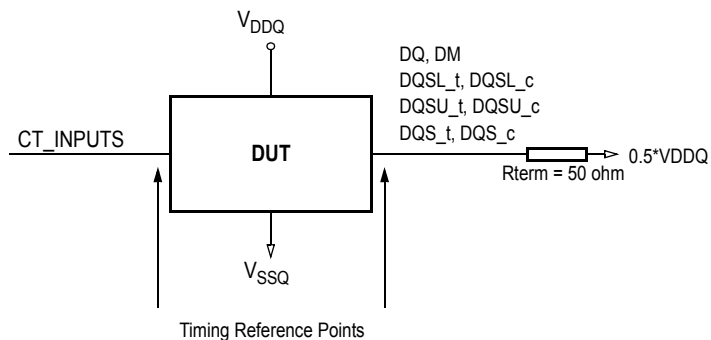 VDDQ
DQ, DM
DQSL_t, DQSL_c
DQSU_t, DQSU_c
DQS_t, DQS_c
CT_INPUTS
DUT
0.5*VDDQ
Rterm = 50 ohm
VSSQ
Timing Reference Points